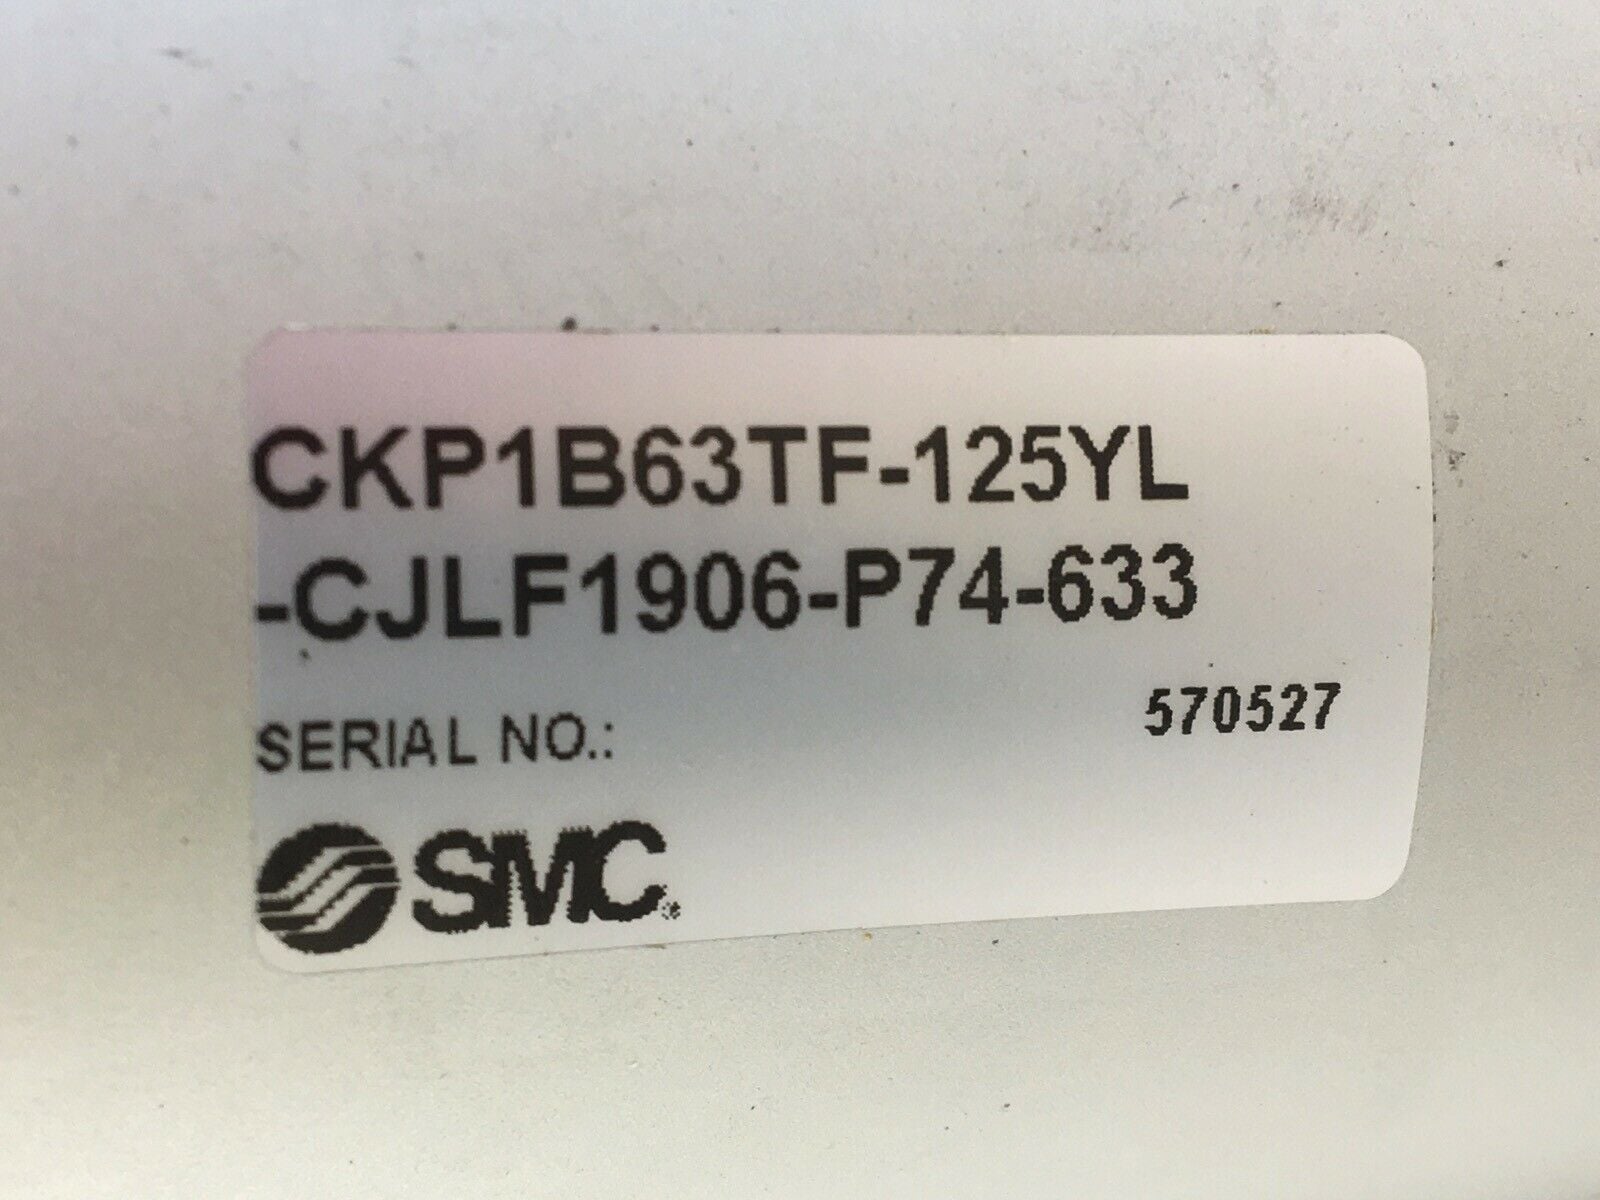 CKP1B63TF-125YL
-CJLF1906-P74-633
SERIAL NO.: 570527
SMC®